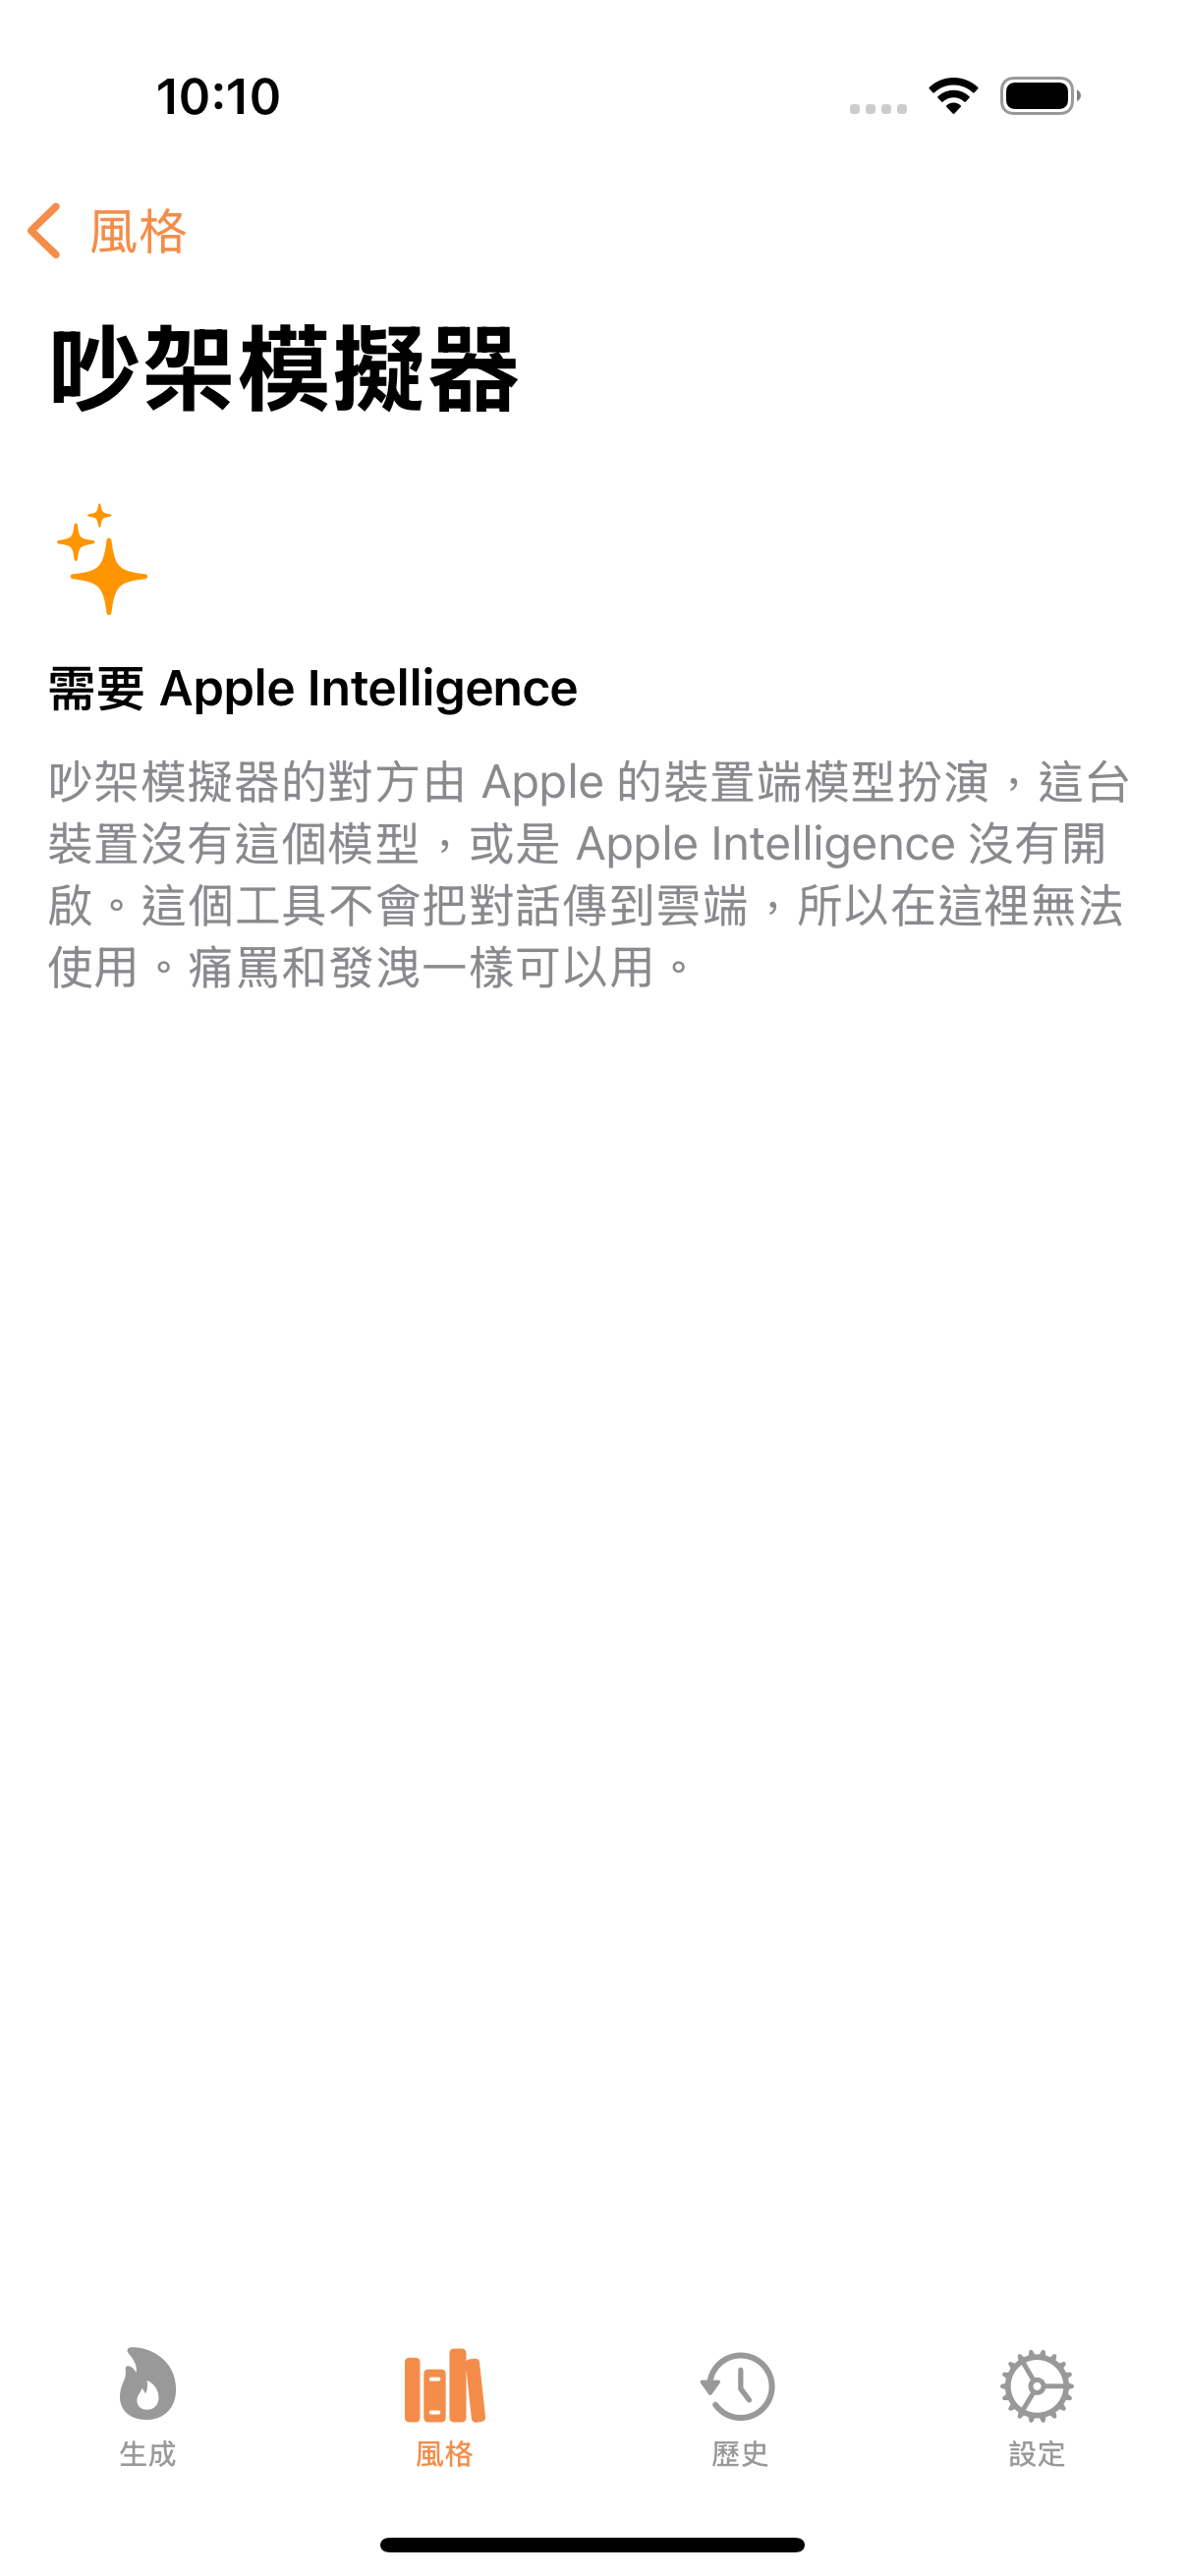 10:10
風格
吵架模擬器
需要 Apple Intelligence
吵架模擬器的對方由 Apple 的裝置端模型扮演，這台
裝置沒有這個模型，或是 Apple Intelligence 沒有開
啟。這個工具不會把對話傳到雲端，所以在這裡無法
使用。痛罵和發洩一樣可以用。
生成
風格
歷史
設定